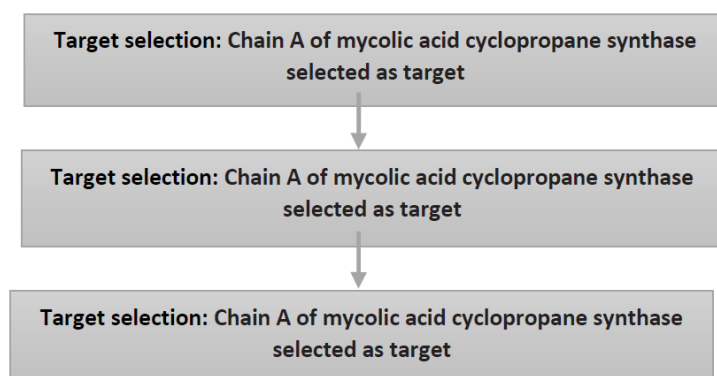 Target selection: Chain A of mycolic acid cyclopropane synthase
selected as target
Target selection: Chain A of mycolic acid cyclopropane synthase
selected as target
Target selection: Chain A of mycolic acid cyclopropane synthase
selected as target